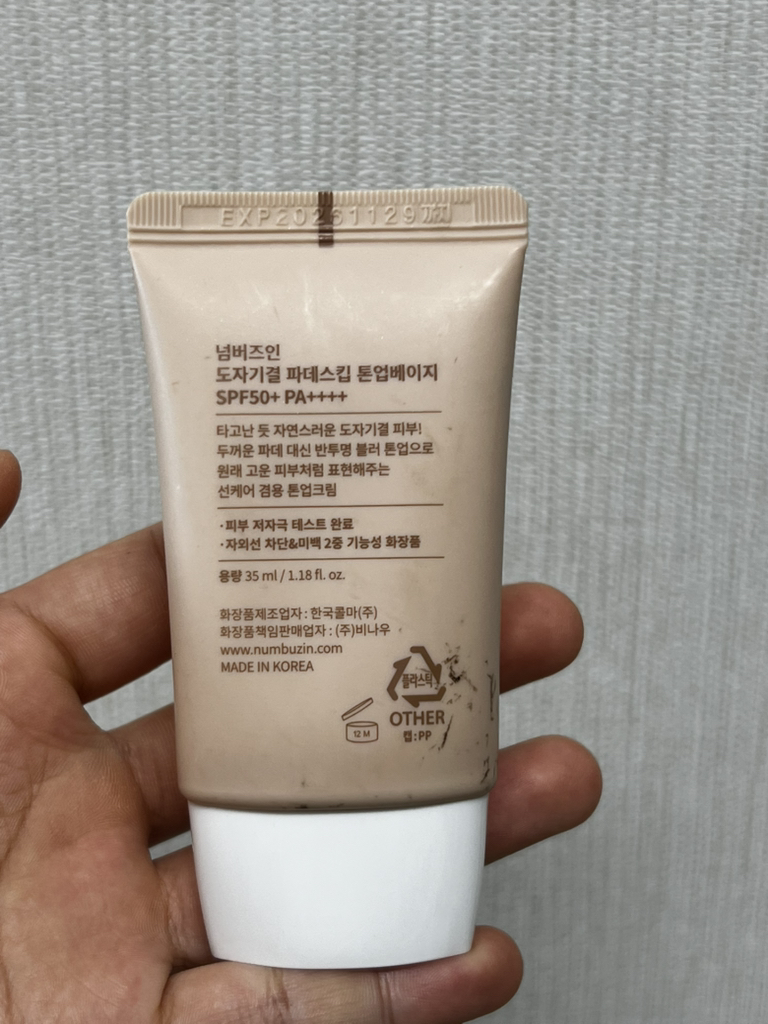 넘버즈인
도자기결 파데스킵 톤업베이지
SPF50+ PA++++
타고난 듯 자연스러운 도자기결 피부!
두꺼운 파데 대신 반투명 블러 톤업으로
원래 고운 피부처럼 표현해주는
선케어 겸용 톤업크림
·피부 저자극 테스트 완료
·자외선 차단&미백 2중 기능성 화장품
용량 35 ml / 1.18 fl. oz.
화장품제조업자 : 한국콜마(주)
화장품책임판매업자 : (주)비나우
www.numbuzin.com
MADE IN KOREA
플라스틱
OTHER
캡:PP
12 M